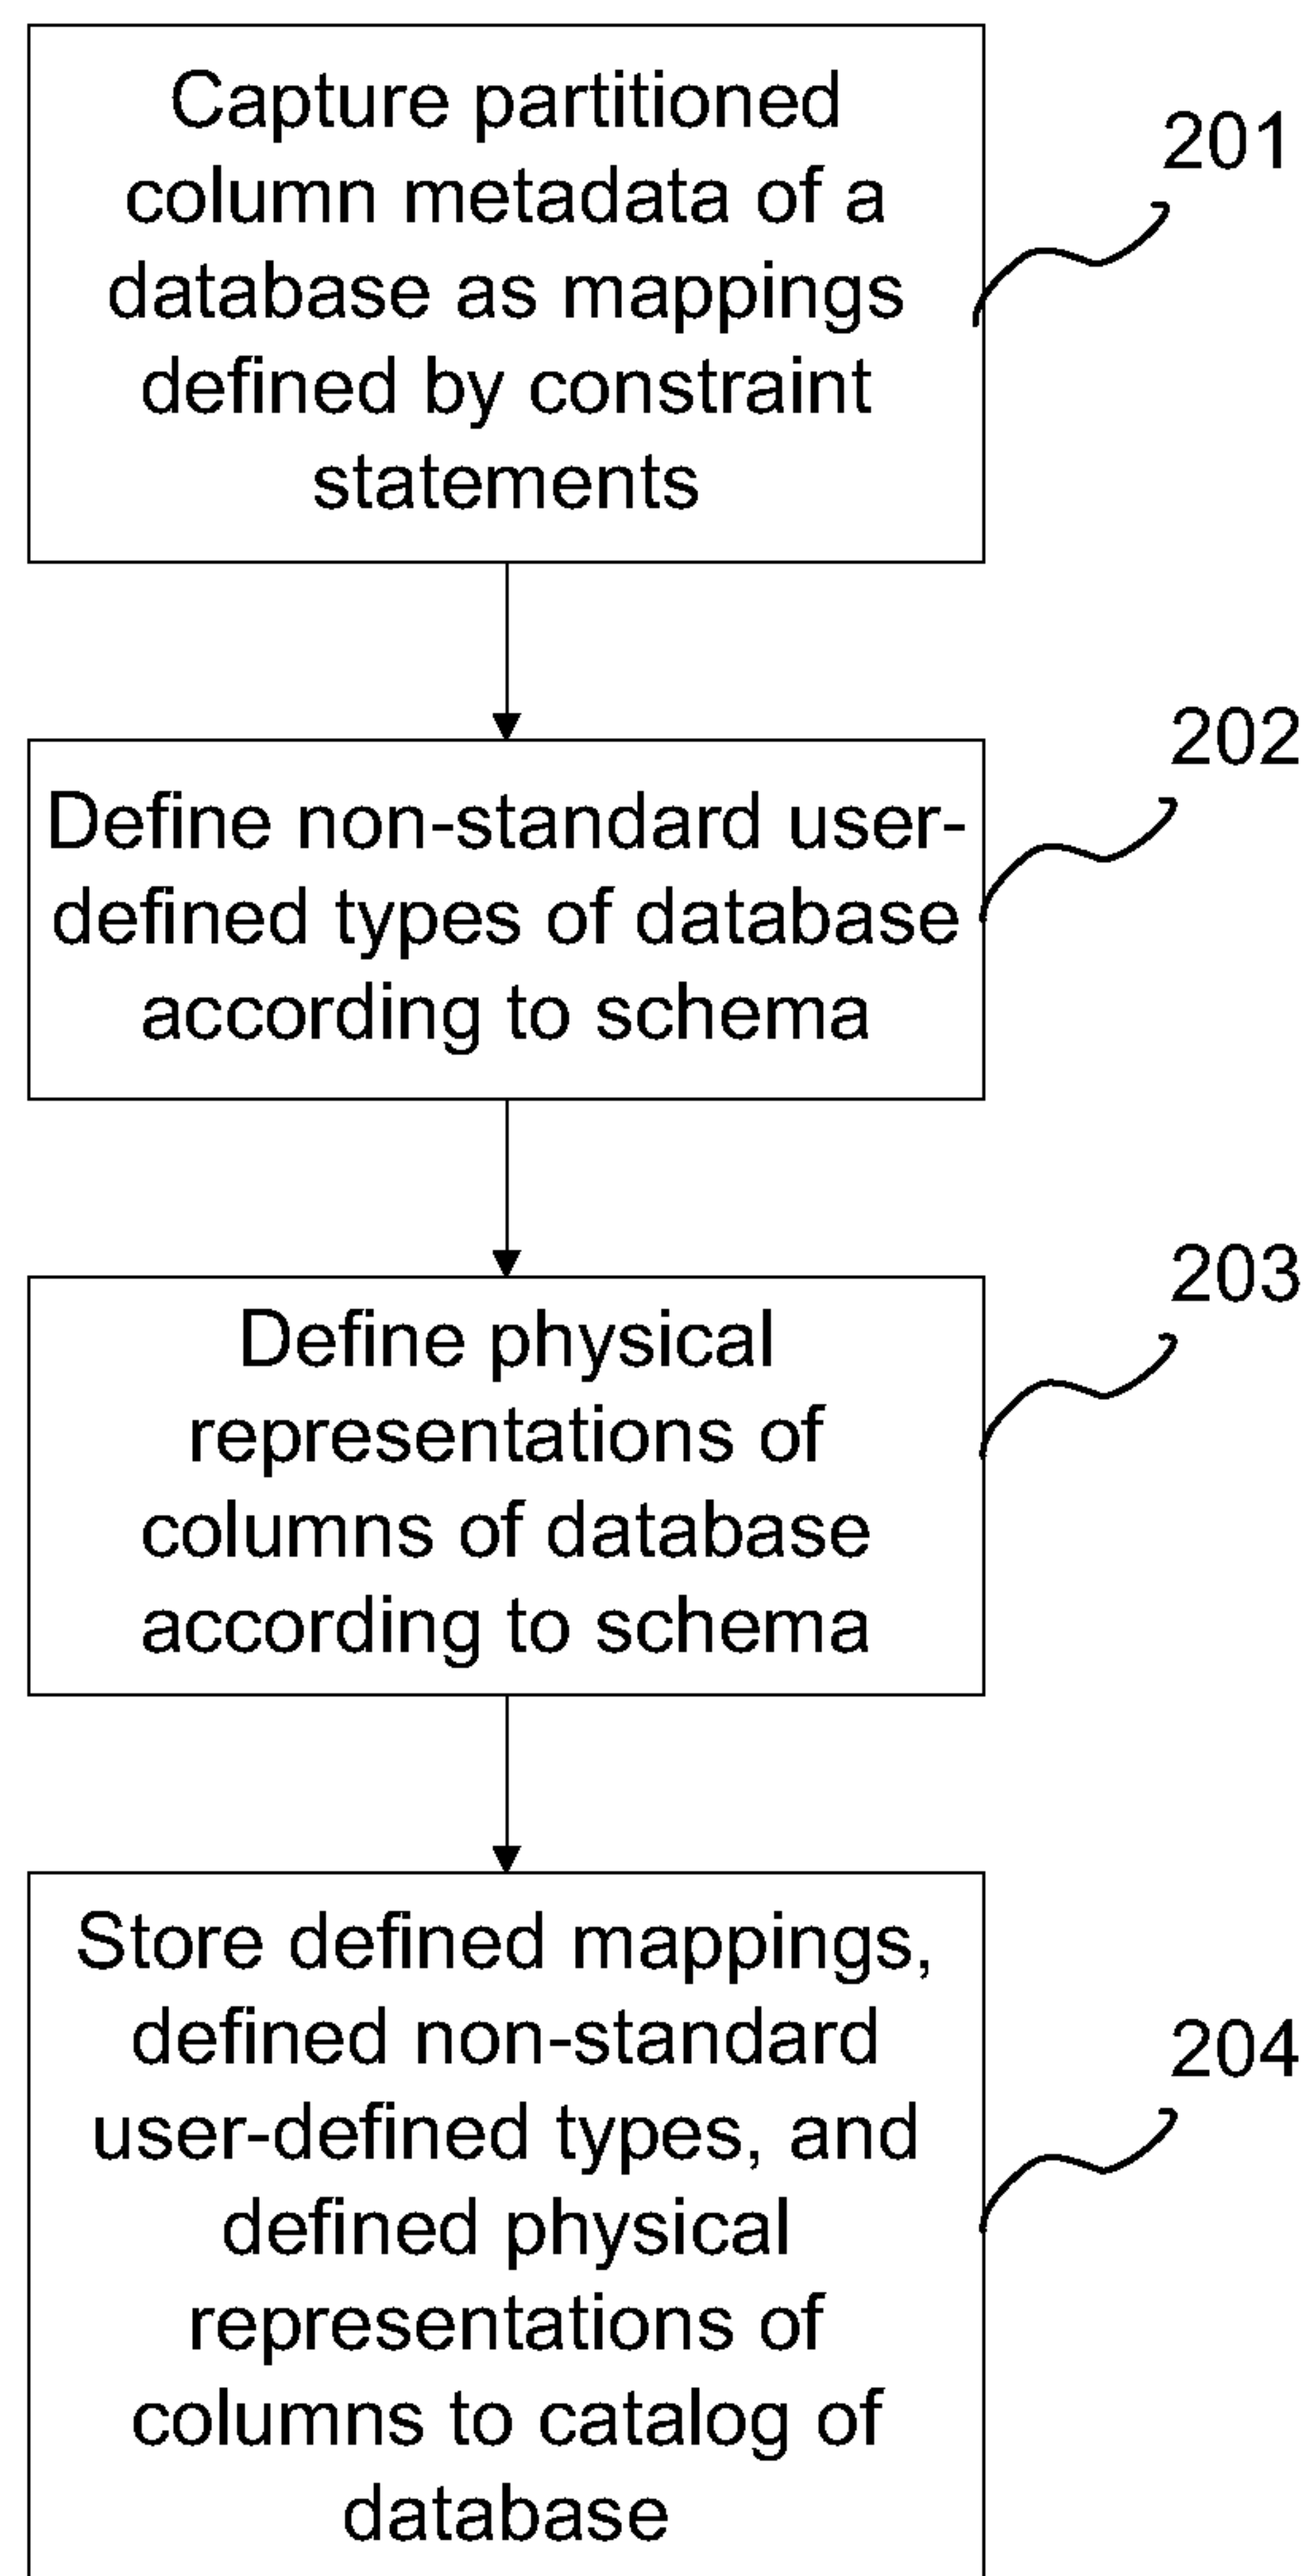 Capture partitioned
column metadata of a
database as mappings
defined by constraint
statements
201
Define non-standard user-
defined types of database
according to schema
202
Define physical
representations of
columns of database
according to schema
203
Store defined mappings,
defined non-standard
user-defined types, and
defined physical
representations of
columns to catalog of
database
204